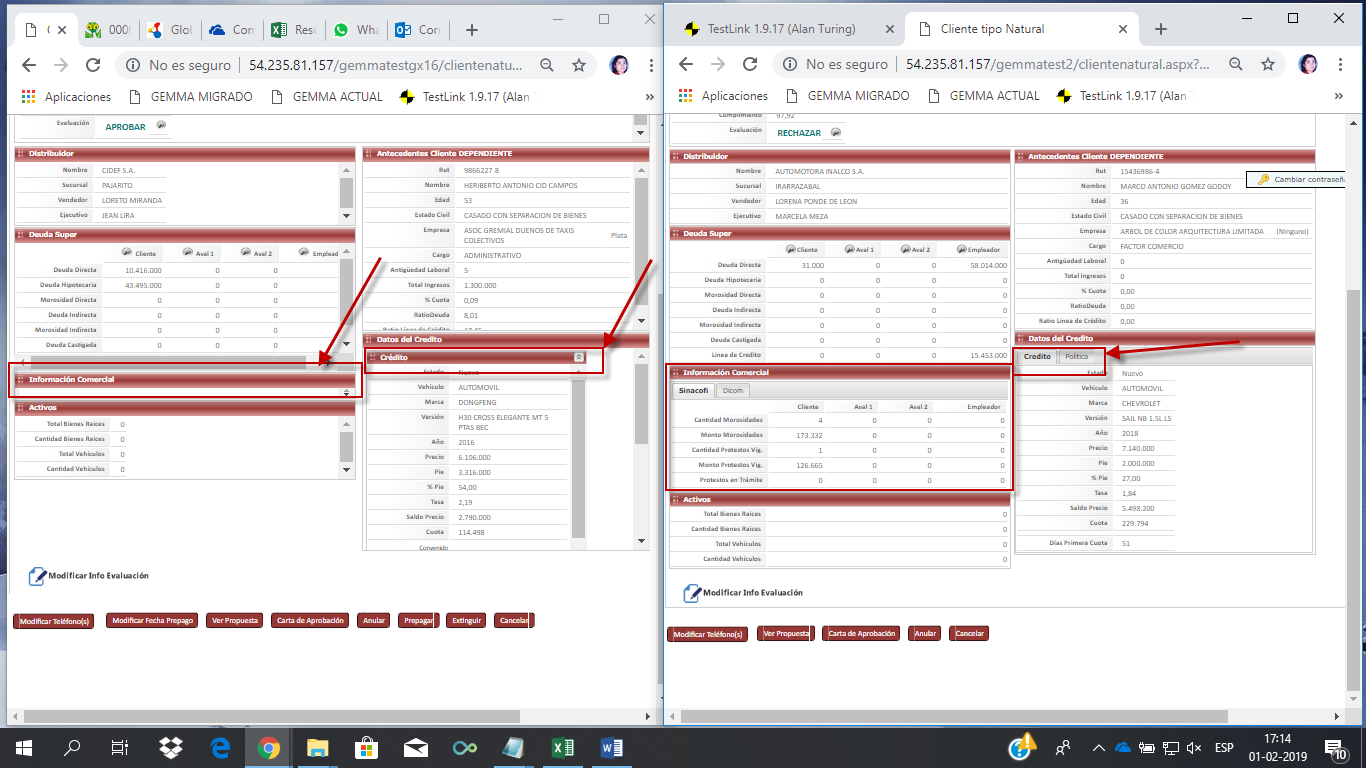 000
Glob
Con
Resu
Wha
Corr
No es seguro
54.235.81.157/gemmatestgx16/clientenatu...
Aplicaciones
GEMMA MIGRADO
GEMMA ACTUAL
TestLink 1.9.17 (Alan
»
Evaluación APROBAR
Distribuidor
Nombre CIDEF S.A.
Sucursal PAJARITO
Vendedor LORETO MIRANDA
Ejecutivo JEAN LIRA
Deuda Super
Cliente Aval 1 Aval 2 Emplead
Deuda Directa 10.416.000 0 0
Deuda Hipotecaria 43.495.000 0 0
Morosidad Directa 0 0 0
Deuda Indirecta 0 0 0
Morosidad Indirecta 0 0 0
Deuda Castigada 0 0 0
Información Comercial
Activos
Total Bienes Raices 0
Cantidad Bienes Raices 0
Total Vehículos 0
Cantidad Vehículos 0
Antecedentes Cliente DEPENDIENTE
Rut 9866227 8
Nombre HERIBERTO ANTONIO CID CAMPOS
Edad 53
Estado Civil CASADO CON SEPARACION DE BIENES
Empresa ASOC GREMIAL DUENOS DE TAXIS COLECTIVOS Plata
Cargo ADMINISTRATIVO
Antigüedad Laboral 5
Total Ingresos 1.300.000
% Cuota 0,09
RatioDeuda 8,01
Ratio Línea de Crédito 17,45
Datos del Credito
Crédito
Estado Nuevo
Vehículo AUTOMOVIL
Marca DONGFENG
Versión H30 CROSS ELEGANTE MT 5 PTAS BEC
Año 2016
Precio 6.106.000
Pie 3.316.000
% Pie 54,00
Tasa 2,19
Saldo Precio 2.790.000
Cuota 114.498
Convenido
Modificar Info Evaluación
Modificar Teléfono(s)
Modificar Fecha Prepago
Ver Propuesta
Carta de Aprobación
Anular
Prepagar
Extinguir
Cancelar
TestLink 1.9.17 (Alan Turing)
Cliente tipo Natural
No es seguro
54.235.81.157/gemmatest2/clientenatural.aspx?...
Aplicaciones
GEMMA MIGRADO
GEMMA ACTUAL
TestLink 1.9.17 (Alan
»
Cumplimiento 97,92
Evaluación RECHAZAR
Distribuidor
Nombre AUTOMOTORA INALCO S.A.
Sucursal IRARRAZABAL
Vendedor LORENA PONDE DE LEON
Ejecutivo MARCELA MEZA
Deuda Super
Cliente Aval 1 Aval 2 Empleador
Deuda Directa 31.000 0 0 58.014.000
Deuda Hipotecaria 0 0 0 0
Morosidad Directa 0 0 0 0
Deuda Indirecta 0 0 0 0
Morosidad Indirecta 0 0 0 0
Deuda Castigada 0 0 0 0
Linea de Credito 0 0 0 15.453.000
Información Comercial
Sinacofi Dicom
Cliente Aval 1 Aval 2 Empleador
Cantidad Morosidades 4 0 0 0
Monto Morosidades 173.332 0 0 0
Cantidad Protestos Vig. 1 0 0 0
Monto Protestos Vig. 126.665 0 0 0
Protestos en Trámite 0 0 0 0
Activos
Total Bienes Raices 0
Cantidad Bienes Raices 0
Total Vehículos 0
Cantidad Vehículos 0
Antecedentes Cliente DEPENDIENTE
Rut 15436986 4
Cambiar contraseña
Nombre MARCO ANTONIO GOMEZ GODOY
Edad 36
Estado Civil CASADO CON SEPARACION DE BIENES
Empresa ARBOL DE COLOR ARQUITECTURA LIMITADA (Ninguno)
Cargo FACTOR COMERCIO
Antigüedad Laboral 0
Total Ingresos 0
% Cuota 0,00
RatioDeuda 0,00
Ratio Línea de Crédito 0,00
Datos del Credito
Credito Politica
Estado Nuevo
Vehículo AUTOMOVIL
Marca CHEVROLET
Versión SAIL NB 1.5L LS
Año 2018
Precio 7.140.000
Pie 2.000.000
% Pie 27,00
Tasa 1,84
Saldo Precio 5.498.200
Cuota 229.794
Días Primera Cuota 51
Modificar Info Evaluación
Modificar Teléfono(s)
Ver Propuesta
Carta de Aprobación
Anular
Cancelar
ESP
17:14
01-02-2019
10